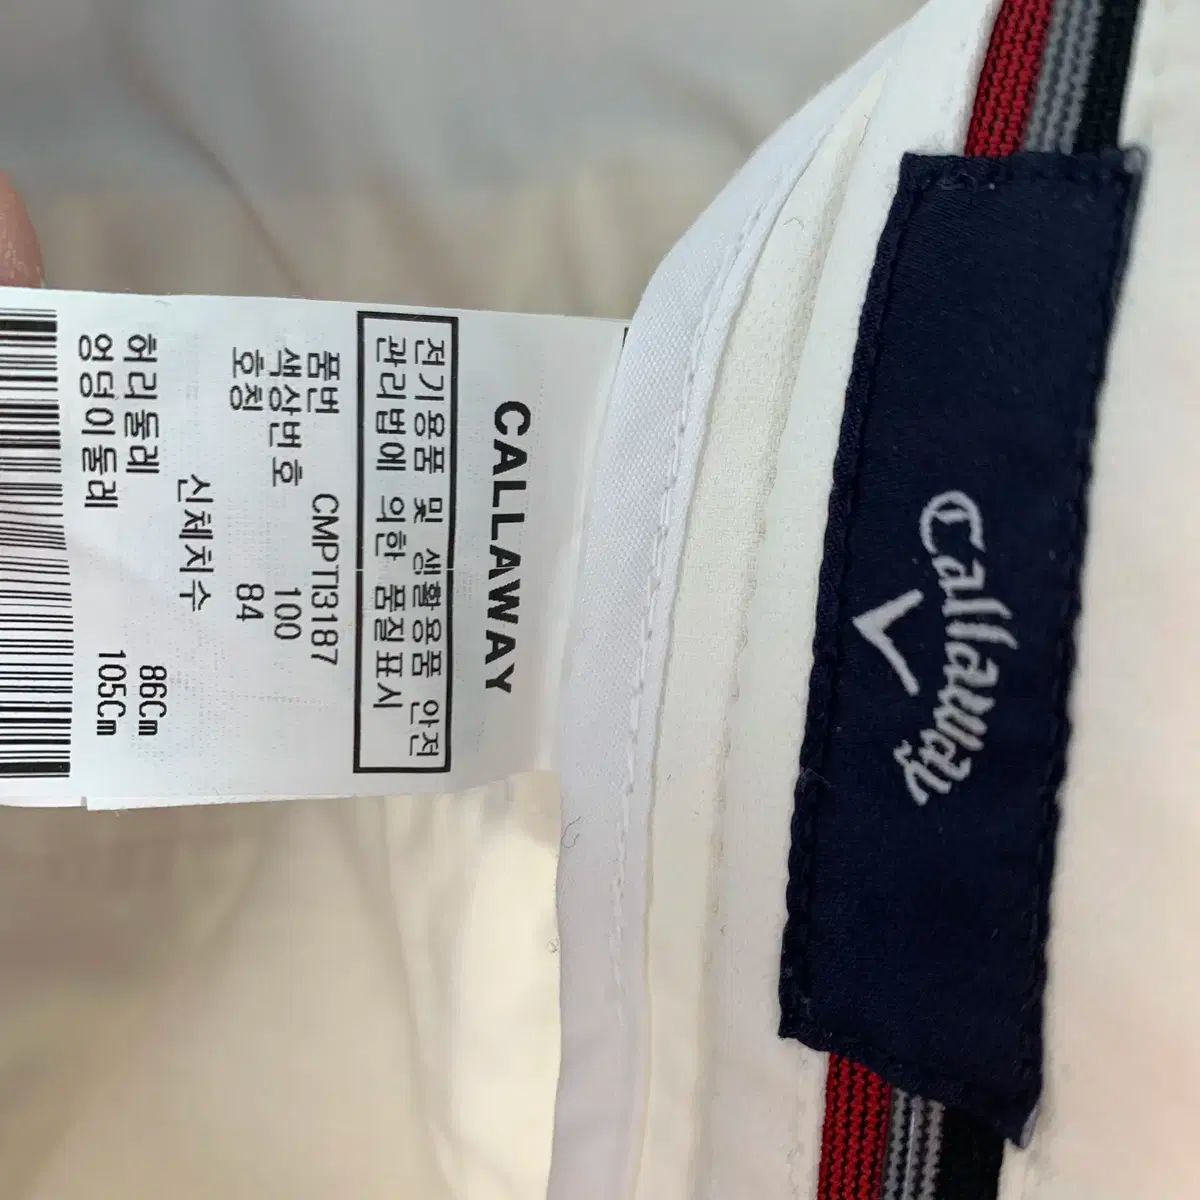 CALLAWAY
전기용품 및 생활용품 안전
관리법에 의한 품질표시
품번 CMPTI3187
색상번호 100
호칭 84
신체치수
허리둘레 86Cm
엉덩이둘레 105Cm
Callaway